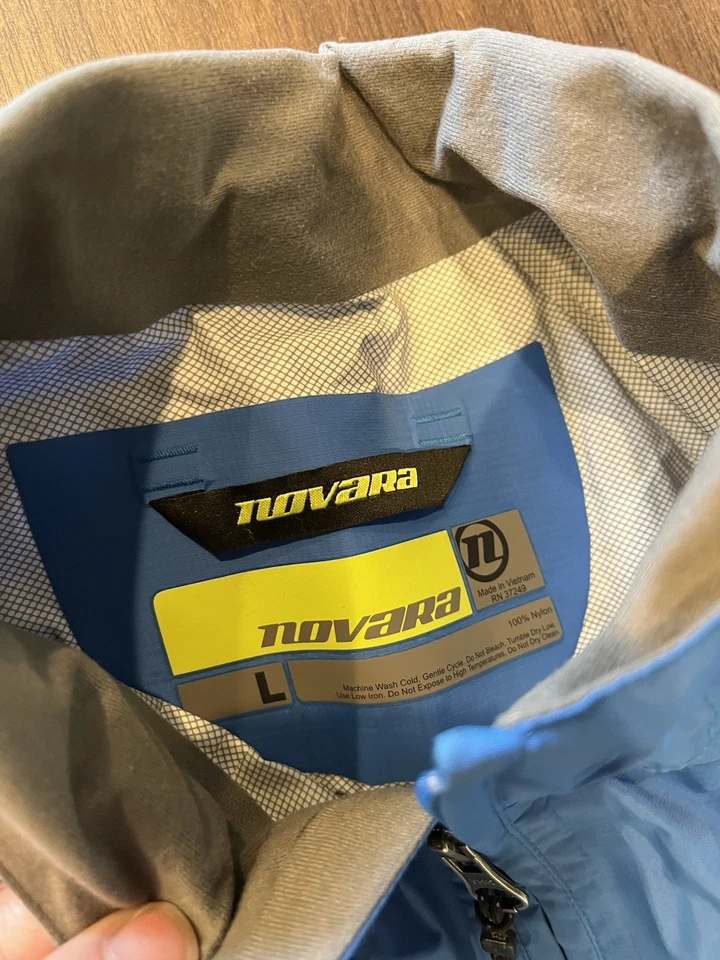 novara
n
Made in Vietnam
RN 37249
novara
100% Nylon
L
Machine Wash Cold, Gentle Cycle. Do Not Bleach. Tumble Dry Low.
Use Low Iron. Do Not Expose to High Temperatures. Do Not Dry Clean.